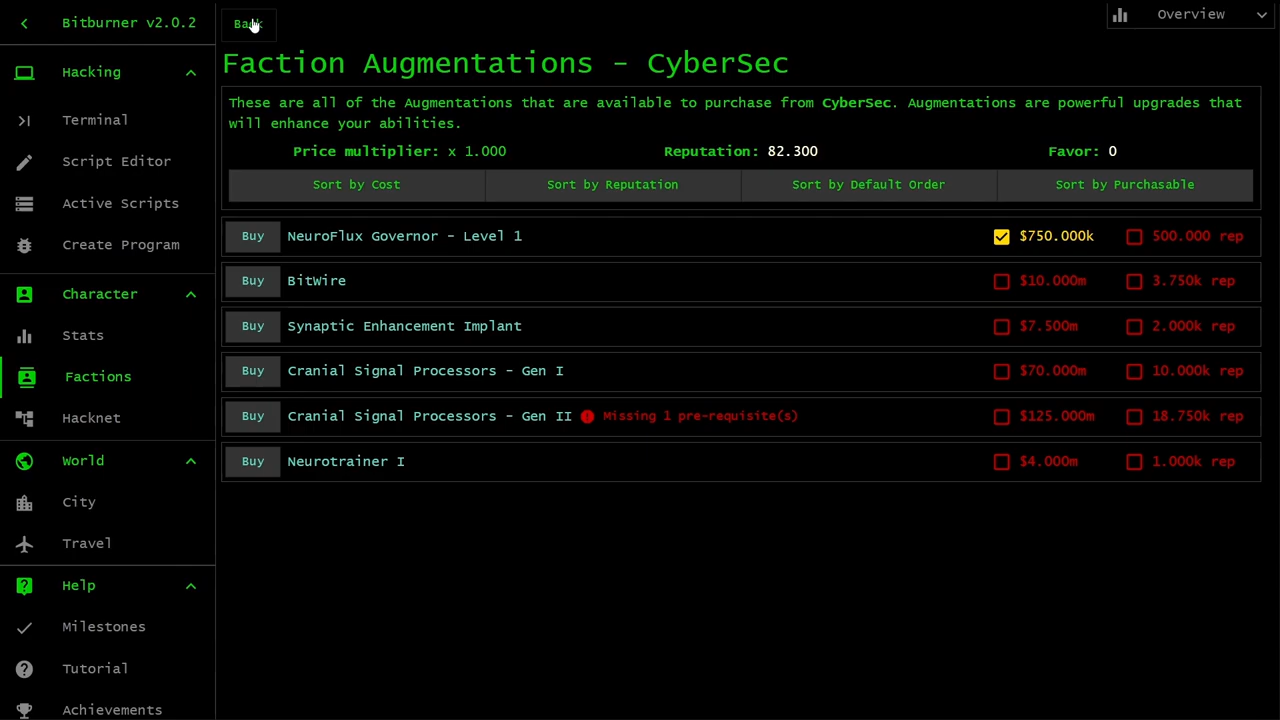 Bitburner v2.0.2
Back
Overview
Hacking
Terminal
Script Editor
Active Scripts
Create Program
Character
Stats
Factions
Hacknet
World
City
Travel
Help
Milestones
Tutorial
Achievements
Faction Augmentations - CyberSec
These are all of the Augmentations that are available to purchase from CyberSec. Augmentations are powerful upgrades that
will enhance your abilities.
Price multiplier: x 1.000 Reputation: 82.300 Favor: 0
Sort by Cost Sort by Reputation Sort by Default Order Sort by Purchasable
Buy NeuroFlux Governor - Level 1 $750.000k 500.000 rep
Buy BitWire $10.000m 3.750k rep
Buy Synaptic Enhancement Implant $7.500m 2.000k rep
Buy Cranial Signal Processors - Gen I $70.000m 10.000k rep
Buy Cranial Signal Processors - Gen II Missing 1 pre-requisite(s) $125.000m 18.750k rep
Buy Neurotrainer I $4.000m 1.000k rep